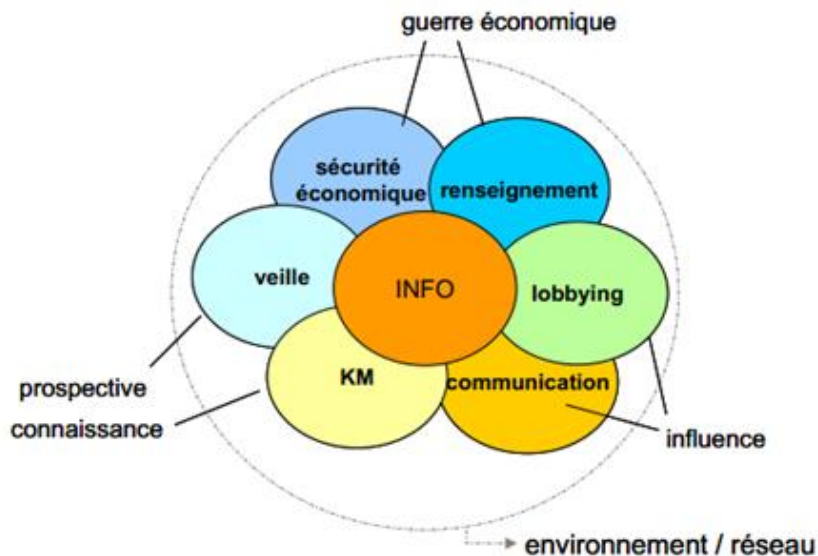 guerre économique
sécurité
économique
renseignement
veille
INFO
lobbying
KM
communication
prospective
connaissance
influence
environnement / réseau